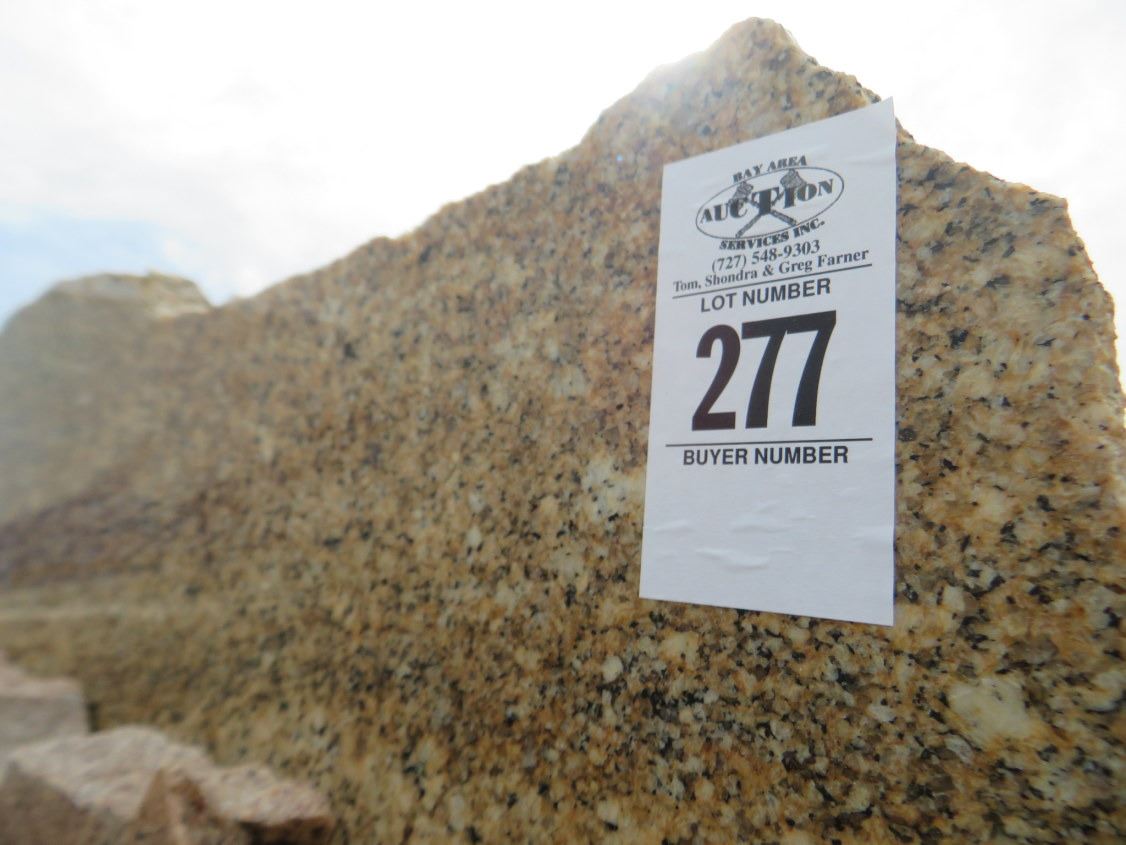 BAY AREA
AUCTION
SERVICES INC.
(727) 548-9303
Tom, Shondra & Greg Farner
LOT NUMBER
277
BUYER NUMBER